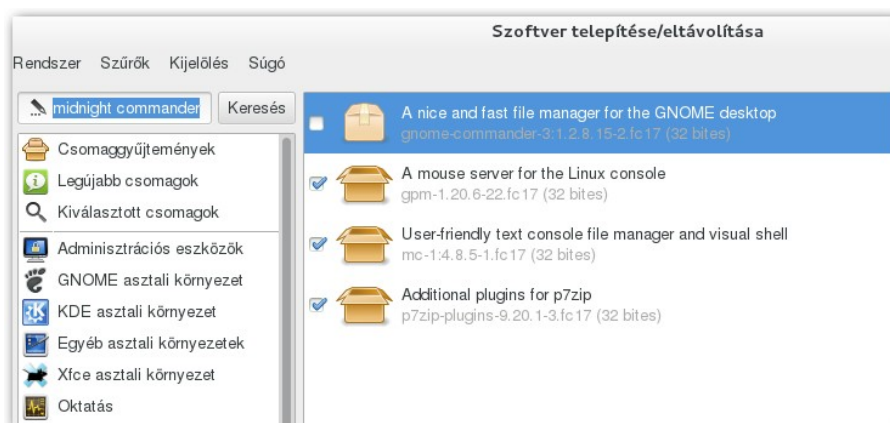 Szoftver telepítése/eltávolítása
Rendszer Szűrők Kijelölés Súgó
midnight commander Keresés
Csomaggyűjtemények
Legújabb csomagok
Kiválasztott csomagok
Adminisztrációs eszközök
GNOME asztali környezet
KDE asztali környezet
Egyéb asztali környezetek
Xfce asztali környezet
Oktatás
A nice and fast file manager for the GNOME desktop
gnome-commander-3:1.2.8.15-2.fc17 (32 bites)
A mouse server for the Linux console
gpm-1.20.6-22.fc17 (32 bites)
User-friendly text console file manager and visual shell
mc-1:4.8.5-1.fc17 (32 bites)
Additional plugins for p7zip
p7zip-plugins-9.20.1-3.fc17 (32 bites)